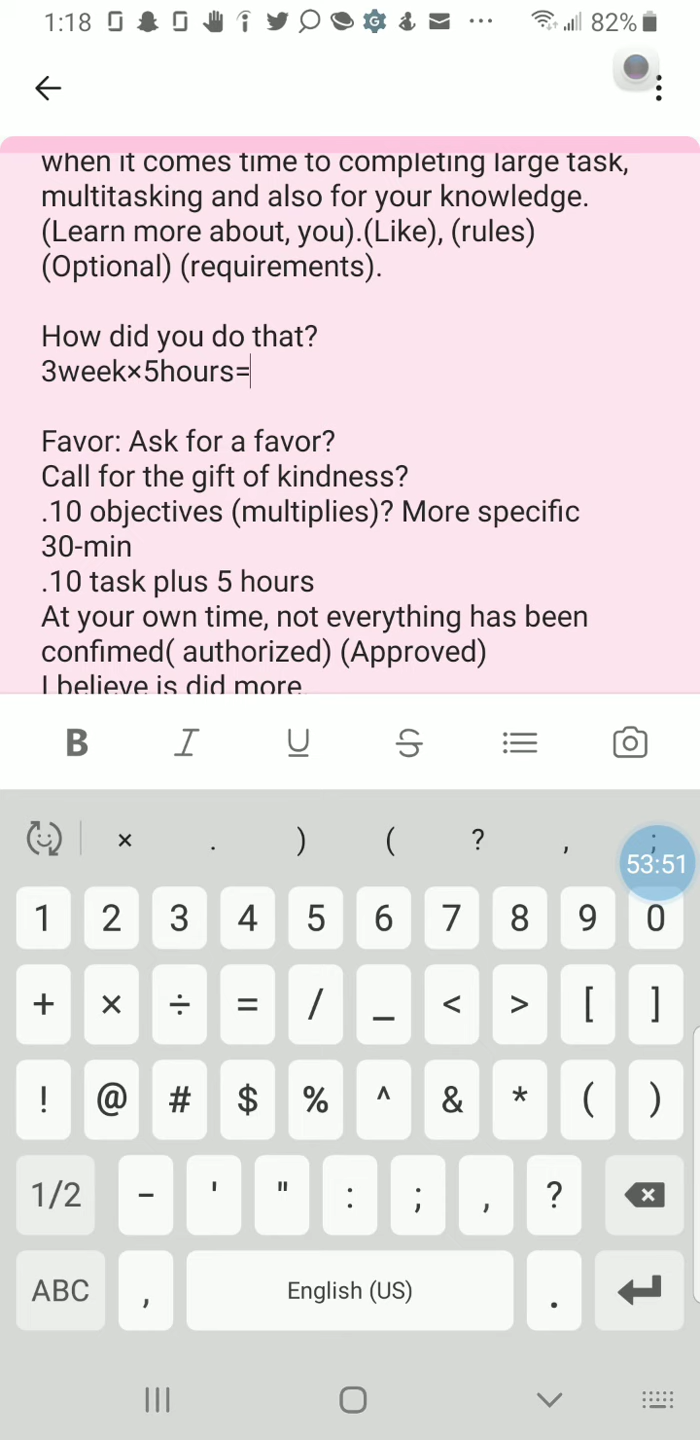 1:18 82%
when it comes time to completing large task,
multitasking and also for your knowledge.
(Learn more about, you).(Like), (rules)
(Optional) (requirements).
How did you do that?
3week×5hours=
Favor: Ask for a favor?
Call for the gift of kindness?
.10 objectives (multiplies)? More specific
30-min
.10 task plus 5 hours
At your own time, not everything has been
confimed( authorized) (Approved)
I believe is did more
B I U S
× . ) ( ? , ;
53:51
1 2 3 4 5 6 7 8 9 0
+ × ÷ = / _ < > [ ]
! @ # $ % ^ & * ( )
1/2 - ' " : ; , ?
ABC , English (US) .